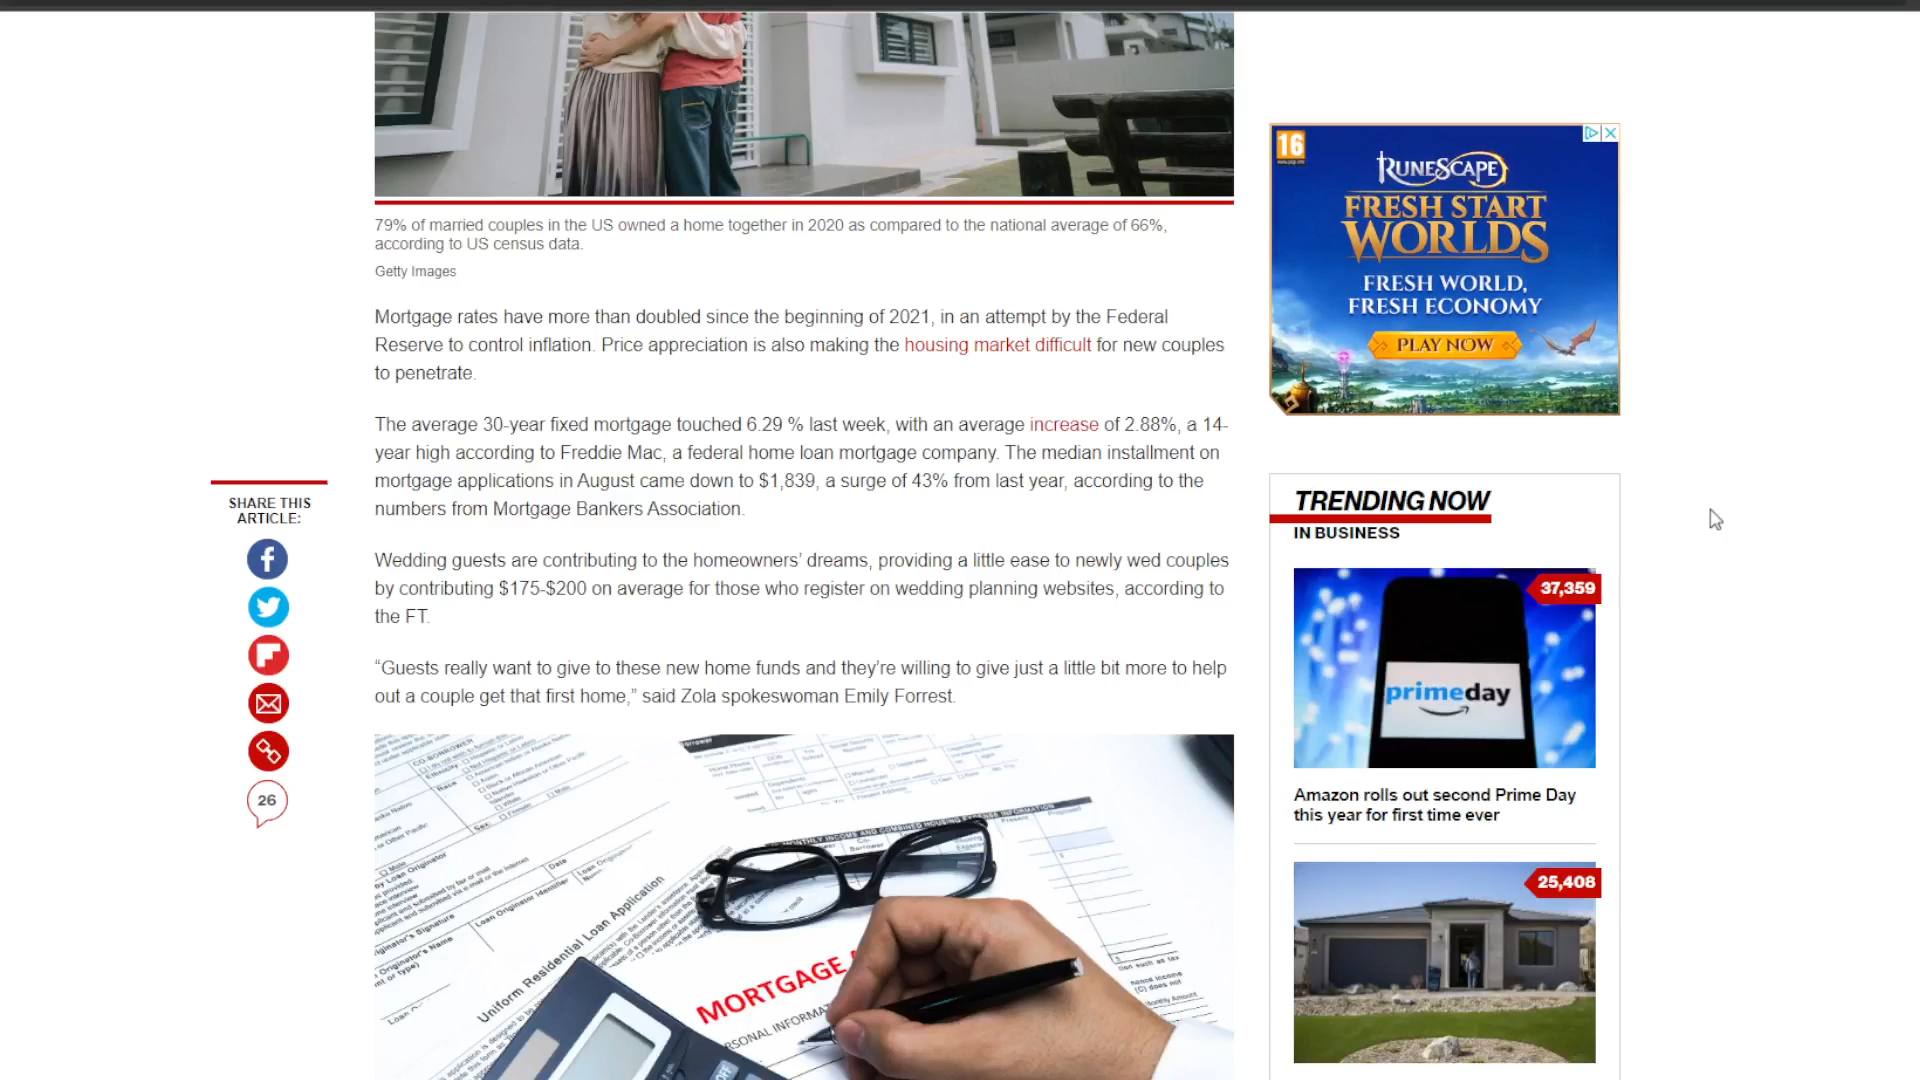 79% of married couples in the US owned a home together in 2020 as compared to the national average of 66%,
according to US census data.
Getty Images
Mortgage rates have more than doubled since the beginning of 2021, in an attempt by the Federal
Reserve to control inflation. Price appreciation is also making the housing market difficult for new couples
to penetrate.
The average 30-year fixed mortgage touched 6.29 % last week, with an average increase of 2.88%, a 14-
year high according to Freddie Mac, a federal home loan mortgage company. The median installment on
mortgage applications in August came down to $1,839, a surge of 43% from last year, according to the
numbers from Mortgage Bankers Association.
Wedding guests are contributing to the homeowners’ dreams, providing a little ease to newly wed couples
by contributing $175-$200 on average for those who register on wedding planning websites, according to
the FT.
“Guests really want to give to these new home funds and they’re willing to give just a little bit more to help
out a couple get that first home,” said Zola spokeswoman Emily Forrest.
SHARE THIS
ARTICLE:
26
Uniform Residential Loan Application
MORTGAGE
MONTHLY INCOME AND COMBINED HOUSING EXPENSE INFORMATION
Loan Originator Identifier
16
RUNESCAPE
FRESH START
WORLDS
FRESH WORLD,
FRESH ECONOMY
PLAY NOW
TRENDING NOW
IN BUSINESS
37,359
primeday
Amazon rolls out second Prime Day
this year for first time ever
25,408